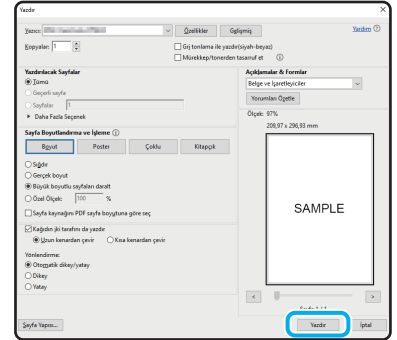 Yazdır
Yazıcı:
Özellikler
Gelişmiş
Yardım
Kopyalar: 1
Gri tonlama ile yazdır(siyah-beyaz)
Mürekkep/tonerden tasarruf et
Yazdırılacak Sayfalar
Tümü
Geçerli sayfa
Sayfalar 1
Daha Fazla Seçenek
Açıklamalar & Formlar
Belge ve İşaretleyiciler
Yorumları Özetle
Ölçek: 97%
209,97 x 296,93 mm
Sayfa Boyutlandırma ve İşleme
Boyut
Poster
Çoklu
Kitapçık
Sığdır
Gerçek boyut
Büyük boyutlu sayfaları daralt
Özel Ölçek: 100 %
Sayfa kaynağını PDF sayfa boyutuna göre seç
Kağıdın iki tarafını da yazdır
Uzun kenardan çevir
Kısa kenardan çevir
Yönlendirme:
Otomatik dikey/yatay
Dikey
Yatay
SAMPLE
<
>
Sayfa Yapısı...
Yazdır
İptal